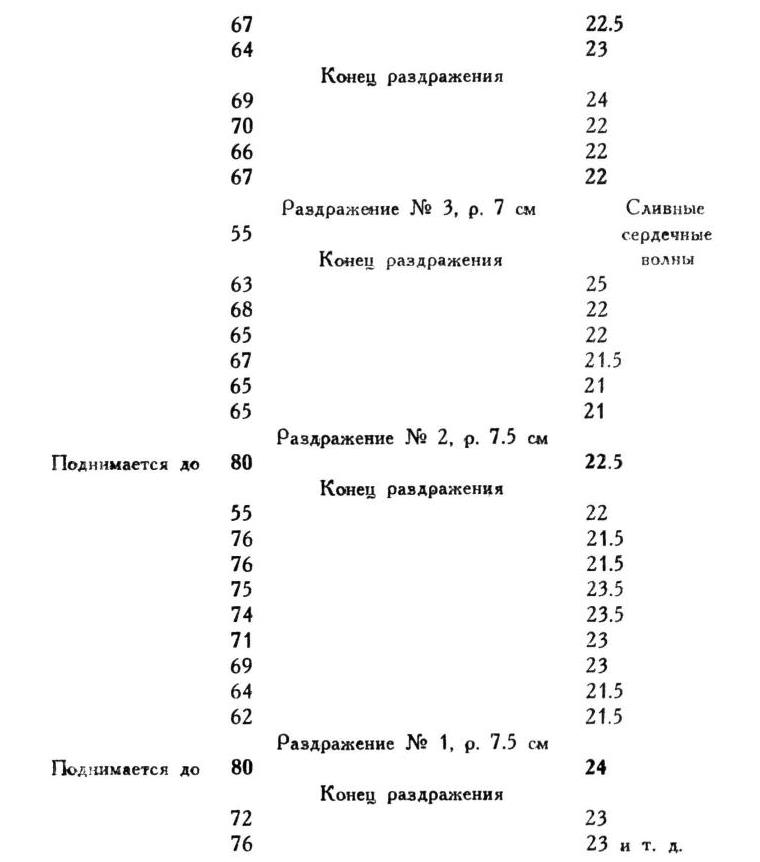 67 22.5
64 23
Конец раздражения
69 24
70 22
66 22
67 22
Раздражение № 3, р. 7 см Сливные
55 сердечные
Конец раздражения волны
63 25
68 22
65 22
67 21.5
65 21
65 21
Раздражение № 2, р. 7.5 см
Поднимается до 80 22.5
Конец раздражения
55 22
76 21.5
76 21.5
75 23.5
74 23.5
71 23
69 23
64 21.5
62 21.5
Раздражение № 1, р. 7.5 см
Поднимается до 80 24
Конец раздражения
72 23
76 23 и т. д.